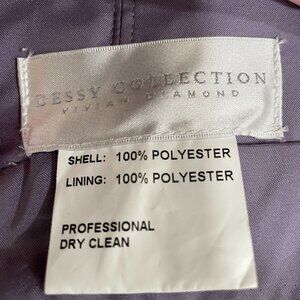 DESSY COLLECTION
VIVIAN DIAMOND
SHELL: 100% POLYESTER
LINING: 100% POLYESTER
PROFESSIONAL
DRY CLEAN